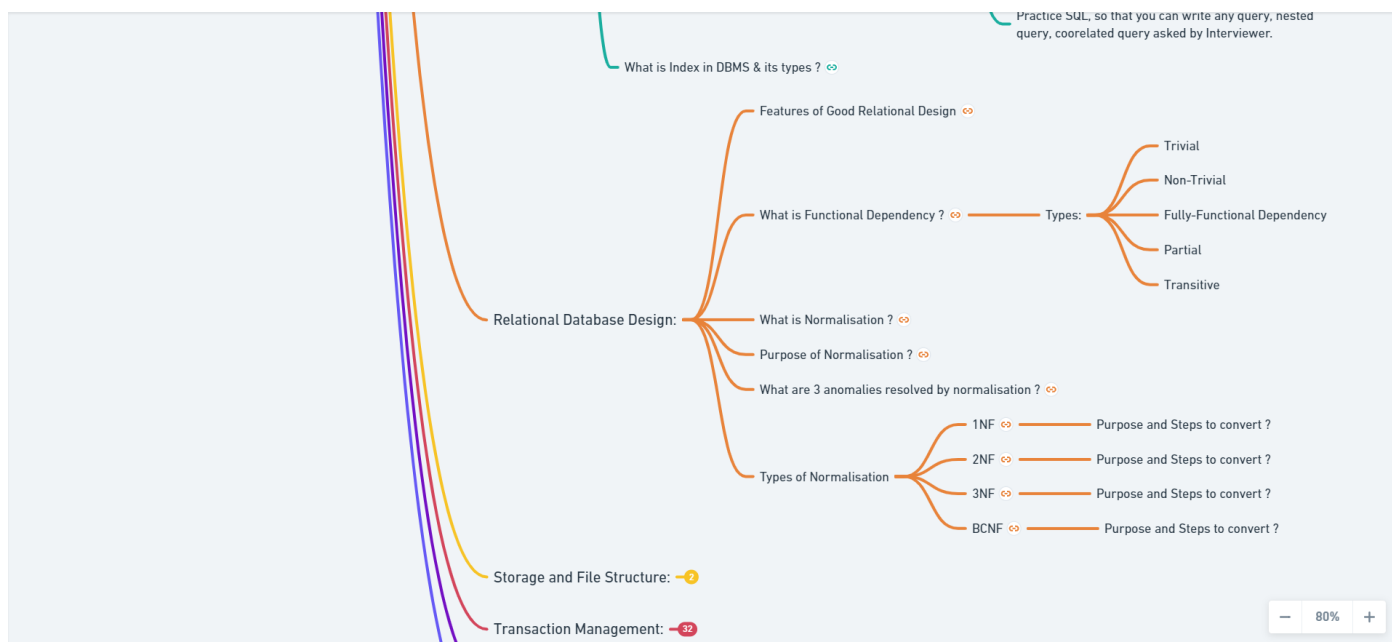 Practice SQL, so that you can write any query, nested
query, coorelated query asked by Interviewer.
What is Index in DBMS & its types ?
Features of Good Relational Design
Trivial
Non-Trivial
What is Functional Dependency ?
Types:
Fully-Functional Dependency
Partial
Transitive
Relational Database Design:
What is Normalisation ?
Purpose of Normalisation ?
What are 3 anomalies resolved by normalisation ?
Types of Normalisation
1NF
Purpose and Steps to convert ?
2NF
Purpose and Steps to convert ?
3NF
Purpose and Steps to convert ?
BCNF
Purpose and Steps to convert ?
Storage and File Structure:
2
Transaction Management:
32
80%